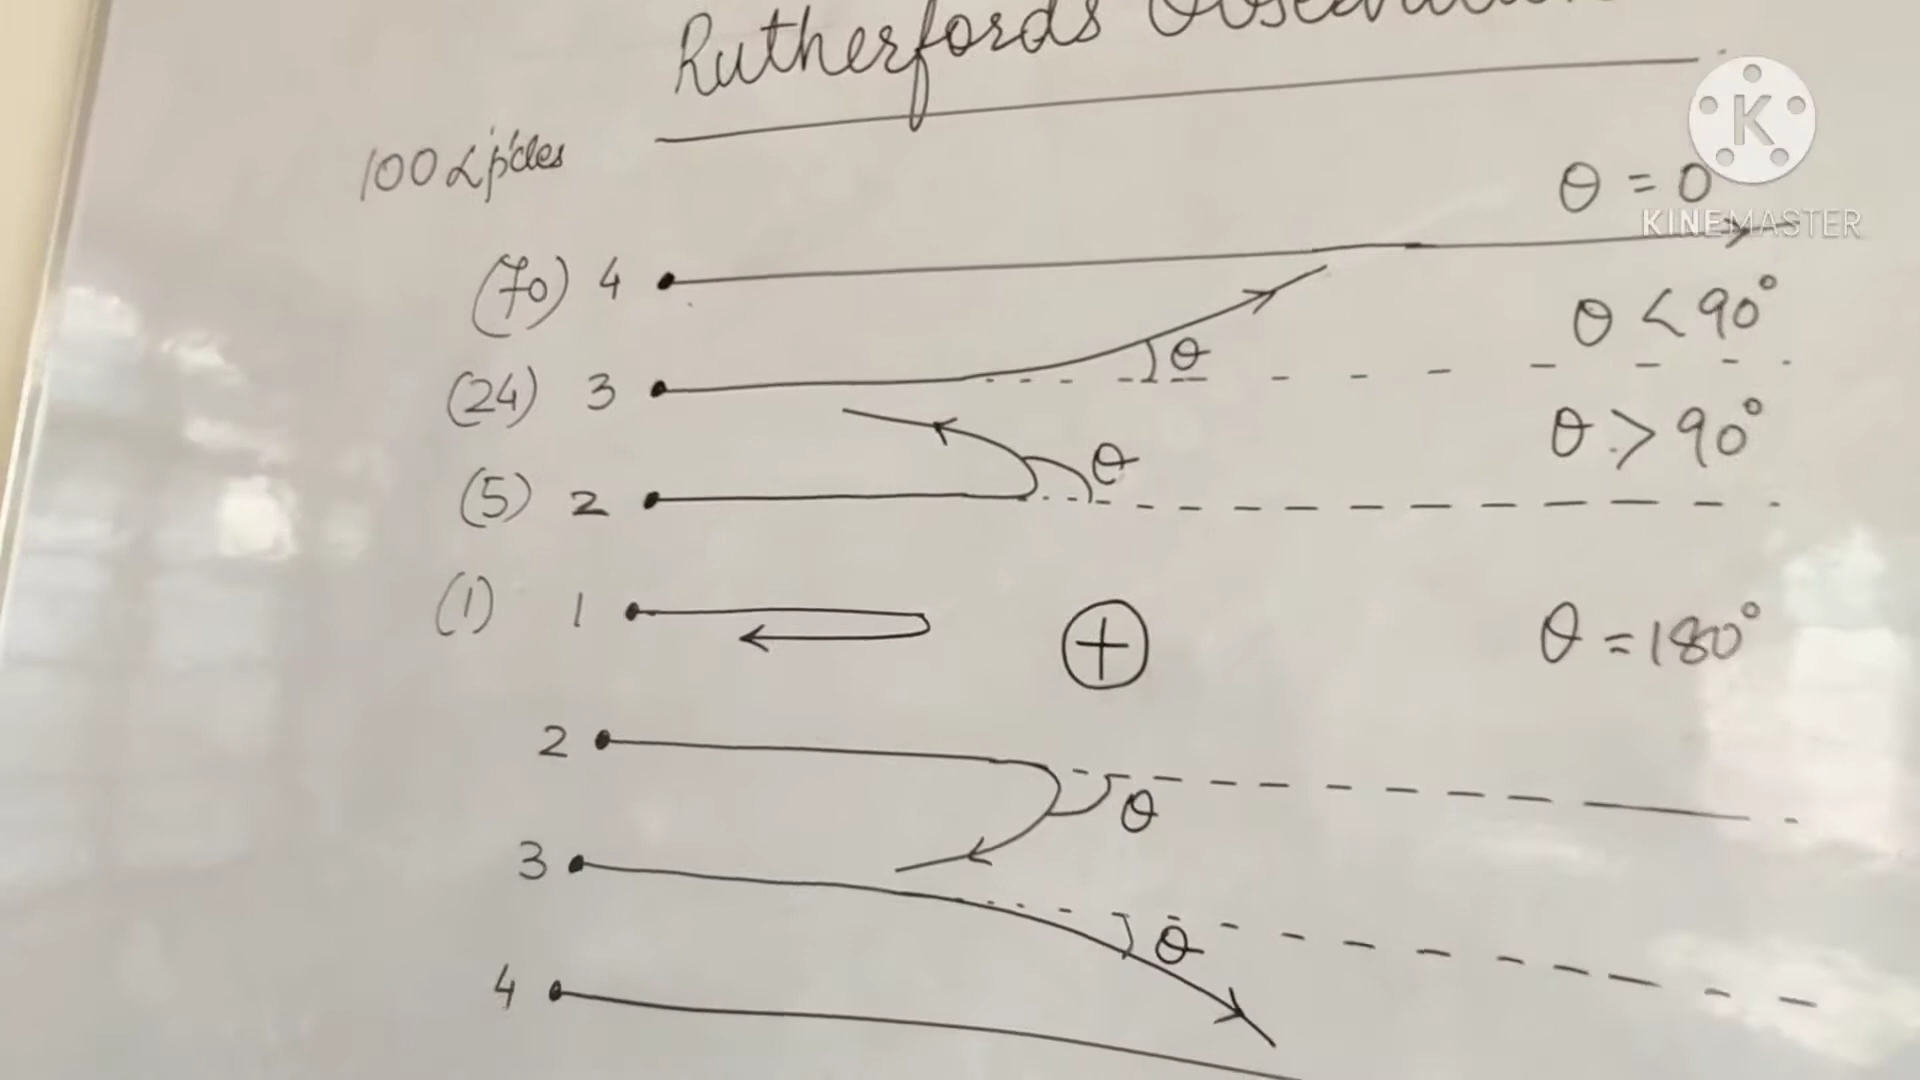 Rutherfords Observation
100 α p'cles
K
θ = 0
KINEMASTER
(70) 4
θ < 90°
θ
(24) 3
θ > 90°
θ
(5) 2
(1) 1
+
θ = 180°
2
θ
3
θ
4